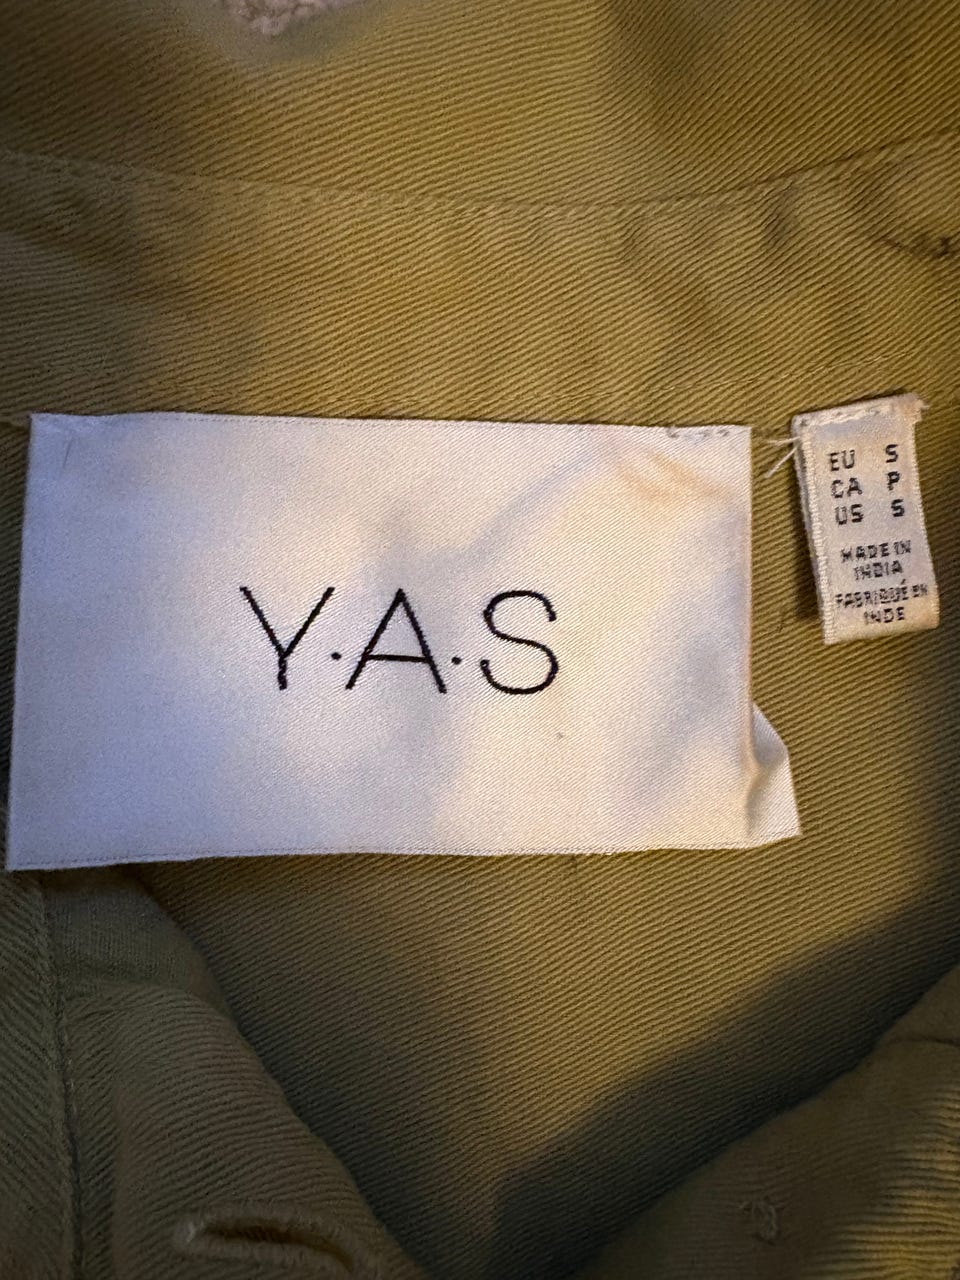 Y.A.S
EU S
CA P
US S
MADE IN
INDIA
FABRIQUÉ EN
INDE